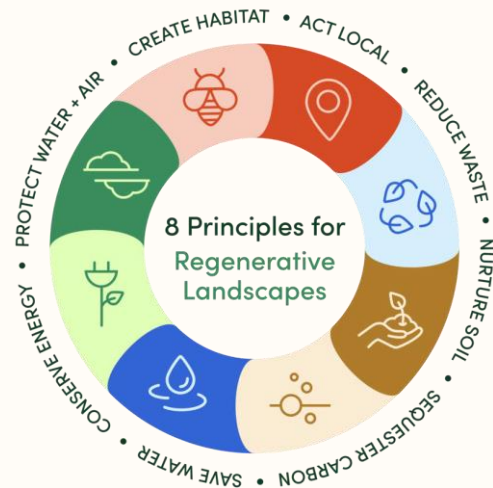 8 Principles for
Regenerative
Landscapes
ACT LOCAL •
REDUCE WASTE •
NURTURE SOIL •
SEQUESTER CARBON •
SAVE WATER •
CONSERVE ENERGY •
PROTECT WATER + AIR •
CREATE HABITAT •